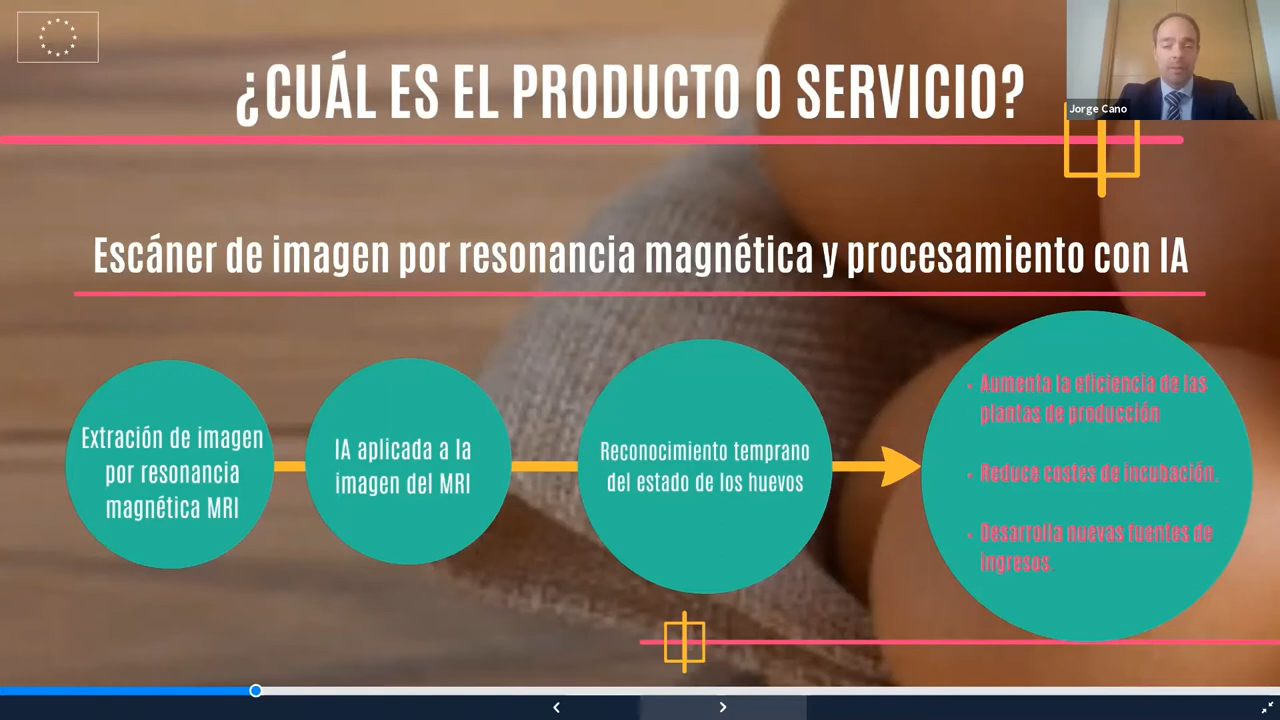 ¿CUÁL ES EL PRODUCTO O SERVICIO?
Jorge Cano
Escáner de imagen por resonancia magnética y procesamiento con IA
Extracción de imagen
por resonancia
magnética MRI
IA aplicada a la
imagen del MRI
Reconocimiento temprano
del estado de los huevos
• Aumenta la eficiencia de las
plantas de producción
• Reduce costes de incubación.
• Desarrolla nuevas fuentes de
ingresos.